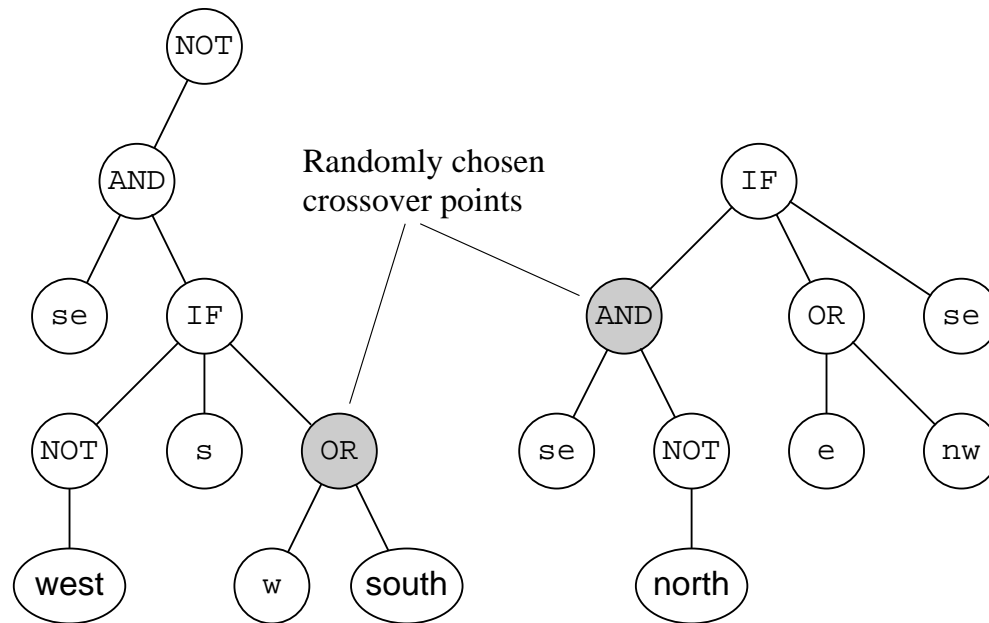 NOT
AND
Randomly chosen
crossover points
IF
se
IF
AND
OR
se
NOT
s
OR
se
NOT
e
nw
west
w
south
north